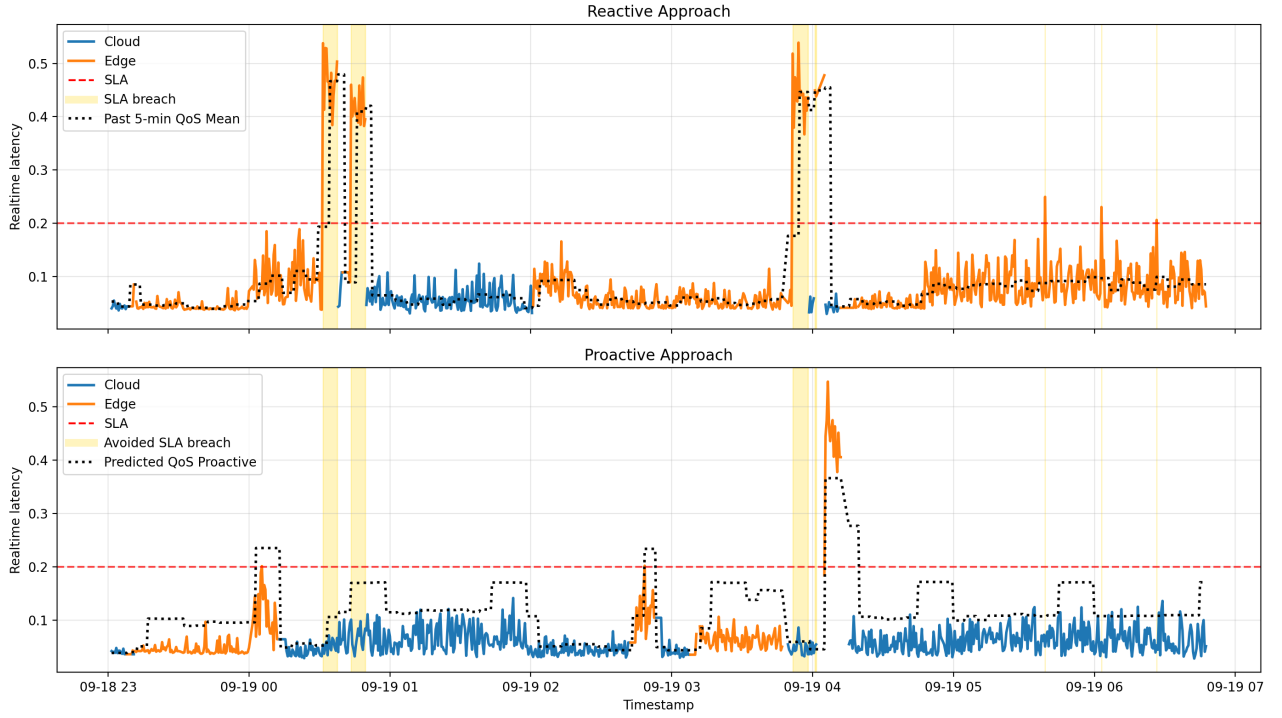 Reactive Approach
Realtime latency
0.5
0.4
0.3
0.2
0.1
Cloud
Edge
SLA
SLA breach
Past 5-min QoS Mean
Proactive Approach
Realtime latency
0.5
0.4
0.3
0.2
0.1
Cloud
Edge
SLA
Avoided SLA breach
Predicted QoS Proactive
09-18 23
09-19 00
09-19 01
09-19 02
09-19 03
09-19 04
09-19 05
09-19 06
09-19 07
Timestamp